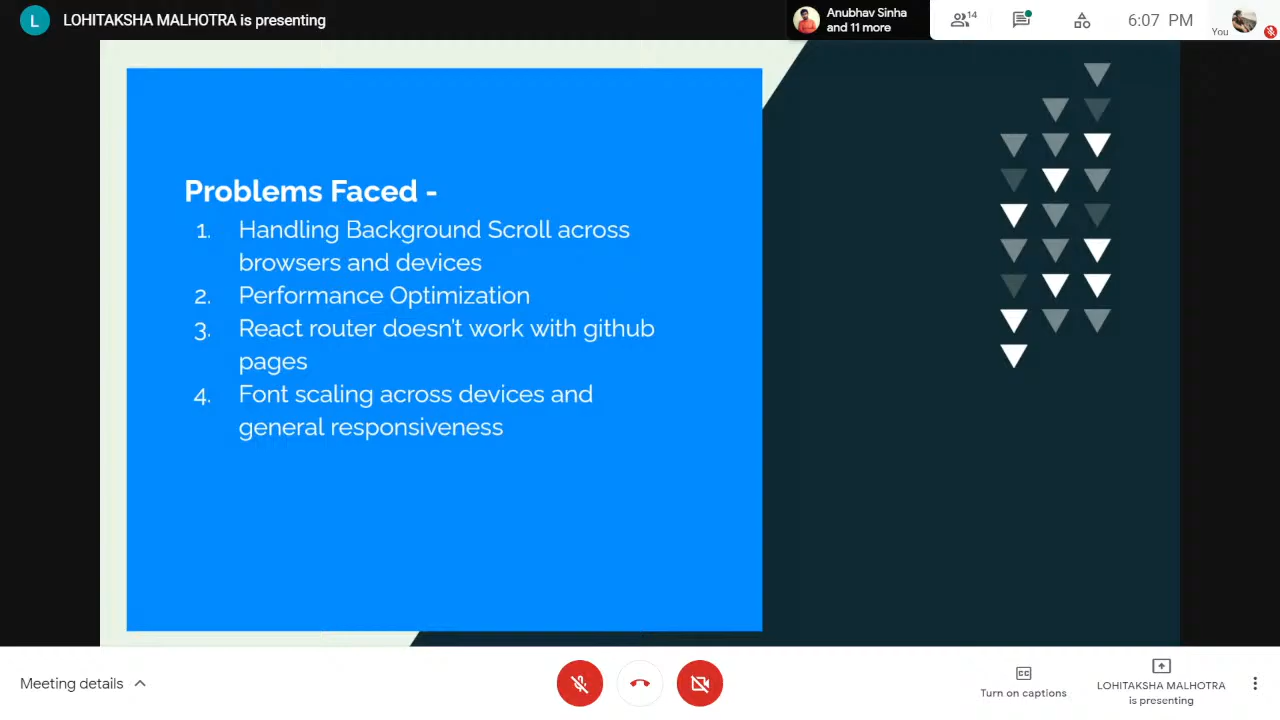 L LOHITAKSHA MALHOTRA is presenting
Anubhav Sinha
and 11 more
14
6:07 PM
You
Problems Faced -
1. Handling Background Scroll across
browsers and devices
2. Performance Optimization
3. React router doesn't work with github
pages
4. Font scaling across devices and
general responsiveness
Meeting details
CC
Turn on captions
LOHITAKSHA MALHOTRA
is presenting